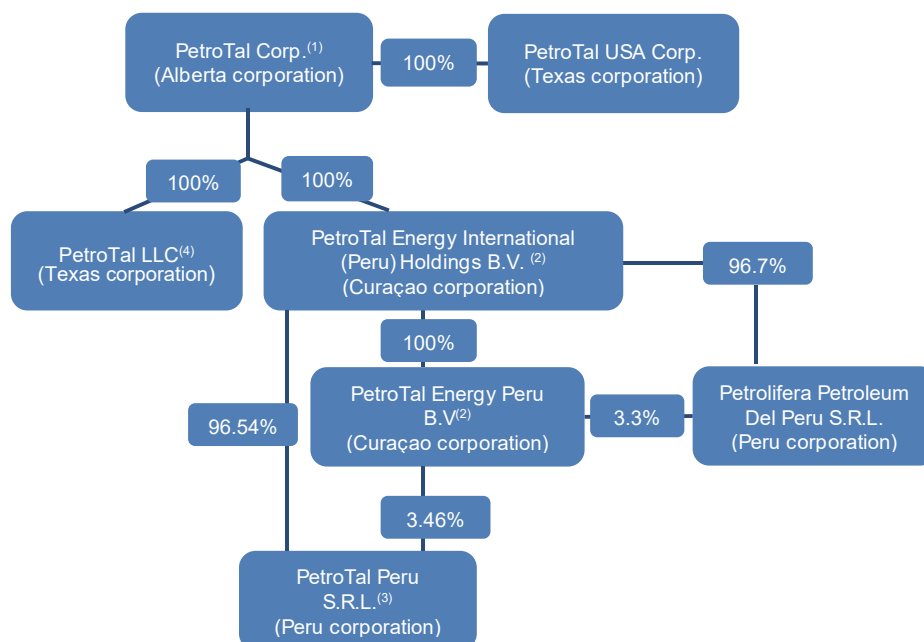 PetroTal Corp.(1)
(Alberta corporation)
100%
PetroTal USA Corp.
(Texas corporation)
100%
100%
PetroTal LLC(4)
(Texas corporation)
PetroTal Energy International
(Peru) Holdings B.V. (2)
(Curaçao corporation)
96.7%
100%
PetroTal Energy Peru
B.V(2)
(Curaçao corporation)
3.3%
Petrolifera Petroleum
Del Peru S.R.L.
(Peru corporation)
96.54%
3.46%
PetroTal Peru
S.R.L.(3)
(Peru corporation)